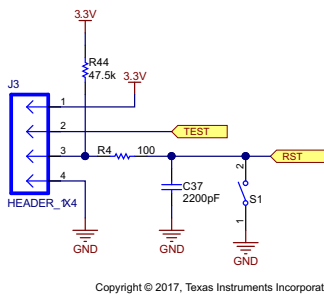 3.3V
R44
47.5k
3.3V
J3
1
2
TEST
3
R4
100
RST
4
C37
2200pF
2
S1
1
HEADER_1X4
GND
GND
GND
Copyright © 2017, Texas Instruments Incorporat